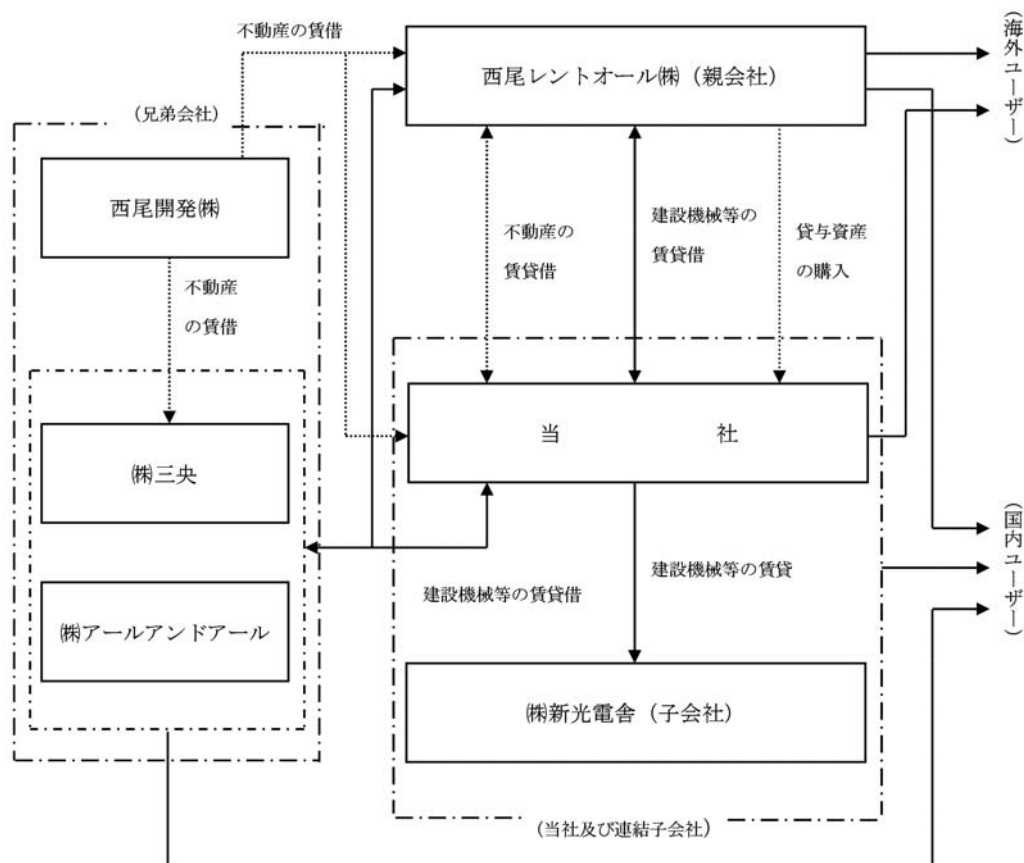 不動産の賃借
西尾レントオール㈱（親会社）
（海外ユーザー）
（兄弟会社）
西尾開発㈱
不動産の
賃貸借
建設機械等の
賃貸借
貸与資産
の購入
不動産
の賃借
当　　　社
㈱三央
（国内ユーザー）
建設機械等の賃貸借
建設機械等の賃貸
㈱アールアンドアール
㈱新光電舎（子会社）
（当社及び連結子会社）